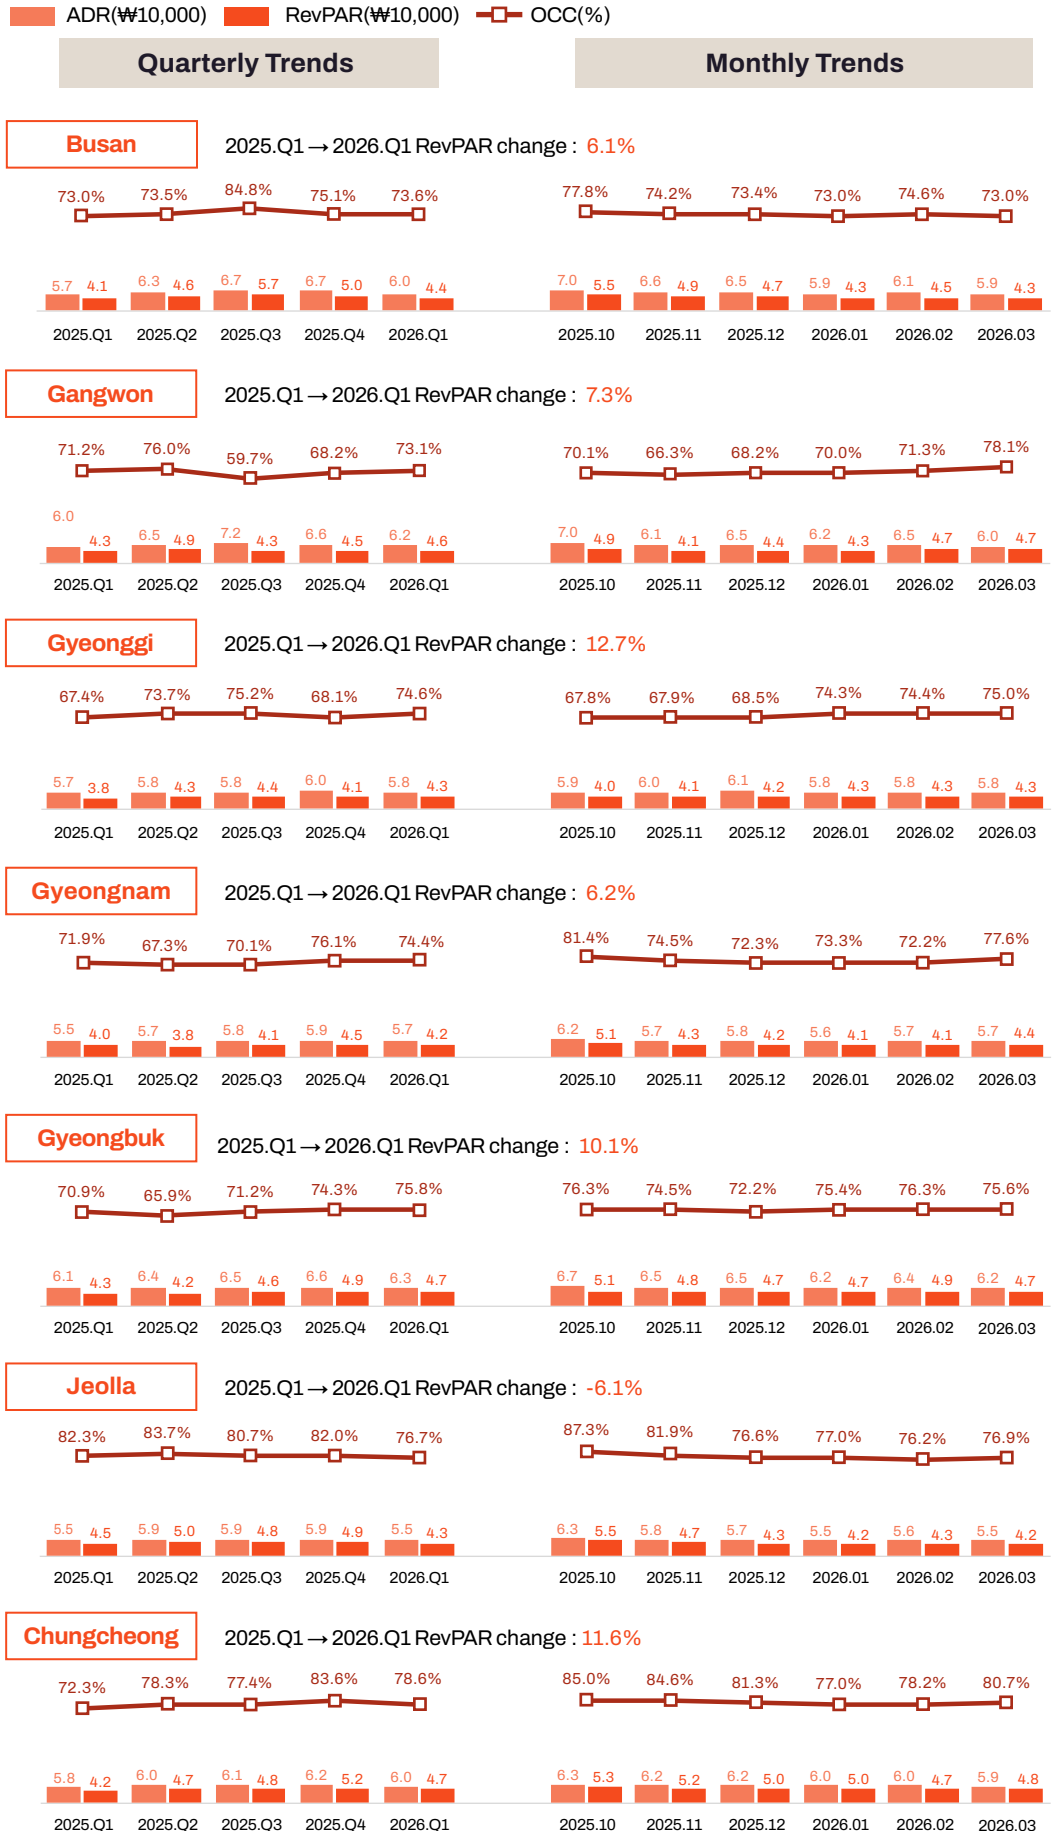 ADR(₩10,000) RevPAR(₩10,000) OCC(%)
Quarterly Trends Monthly Trends
Busan 2025.Q1→2026.Q1 RevPAR change : 6.1%
73.0% 73.5% 84.8% 75.1% 73.6% 77.8% 74.2% 73.4% 73.0% 74.6% 73.0%
5.7 4.1 6.3 4.6 6.7 5.7 6.7 5.0 6.0 4.4 7.0 5.5 6.6 4.9 6.5 4.7 5.9 4.3 6.1 4.5 5.9 4.3
2025.Q1 2025.Q2 2025.Q3 2025.Q4 2026.Q1 2025.10 2025.11 2025.12 2026.01 2026.02 2026.03
Gangwon 2025.Q1→2026.Q1 RevPAR change : 7.3%
71.2% 76.0% 59.7% 68.2% 73.1% 70.1% 66.3% 68.2% 70.0% 71.3% 78.1%
6.0 4.3 6.5 4.9 7.2 4.3 6.6 4.5 6.2 4.6 7.0 4.9 6.1 4.1 6.5 4.4 6.2 4.3 6.5 4.7 6.0 4.7
2025.Q1 2025.Q2 2025.Q3 2025.Q4 2026.Q1 2025.10 2025.11 2025.12 2026.01 2026.02 2026.03
Gyeonggi 2025.Q1→2026.Q1 RevPAR change : 12.7%
67.4% 73.7% 75.2% 68.1% 74.6% 67.8% 67.9% 68.5% 74.3% 74.4% 75.0%
5.7 3.8 5.8 4.3 5.8 4.4 6.0 4.1 5.8 4.3 5.9 4.0 6.0 4.1 6.1 4.2 5.8 4.3 5.8 4.3 5.8 4.3
2025.Q1 2025.Q2 2025.Q3 2025.Q4 2026.Q1 2025.10 2025.11 2025.12 2026.01 2026.02 2026.03
Gyeongnam 2025.Q1→2026.Q1 RevPAR change : 6.2%
71.9% 67.3% 70.1% 76.1% 74.4% 81.4% 74.5% 72.3% 73.3% 72.2% 77.6%
5.5 4.0 5.7 3.8 5.8 4.1 5.9 4.5 5.7 4.2 6.2 5.1 5.7 4.3 5.8 4.2 5.6 4.1 5.7 4.1 5.7 4.4
2025.Q1 2025.Q2 2025.Q3 2025.Q4 2026.Q1 2025.10 2025.11 2025.12 2026.01 2026.02 2026.03
Gyeongbuk 2025.Q1→2026.Q1 RevPAR change : 10.1%
70.9% 65.9% 71.2% 74.3% 75.8% 76.3% 74.5% 72.2% 75.4% 76.3% 75.6%
6.1 4.3 6.4 4.2 6.5 4.6 6.6 4.9 6.3 4.7 6.7 5.1 6.5 4.8 6.5 4.7 6.2 4.7 6.4 4.9 6.2 4.7
2025.Q1 2025.Q2 2025.Q3 2025.Q4 2026.Q1 2025.10 2025.11 2025.12 2026.01 2026.02 2026.03
Jeolla 2025.Q1→2026.Q1 RevPAR change : -6.1%
82.3% 83.7% 80.7% 82.0% 76.7% 87.3% 81.9% 76.6% 77.0% 76.2% 76.9%
5.5 4.5 5.9 5.0 5.9 4.8 5.9 4.9 5.5 4.3 6.3 5.5 5.8 4.7 5.7 4.3 5.5 4.2 5.6 4.3 5.5 4.2
2025.Q1 2025.Q2 2025.Q3 2025.Q4 2026.Q1 2025.10 2025.11 2025.12 2026.01 2026.02 2026.03
Chungcheong 2025.Q1→2026.Q1 RevPAR change : 11.6%
72.3% 78.3% 77.4% 83.6% 78.6% 85.0% 84.6% 81.3% 77.0% 78.2% 80.7%
5.8 4.2 6.0 4.7 6.1 4.8 6.2 5.2 6.0 4.7 6.3 5.3 6.2 5.2 6.2 5.0 6.0 5.0 6.0 4.7 5.9 4.8
2025.Q1 2025.Q2 2025.Q3 2025.Q4 2026.Q1 2025.10 2025.11 2025.12 2026.01 2026.02 2026.03